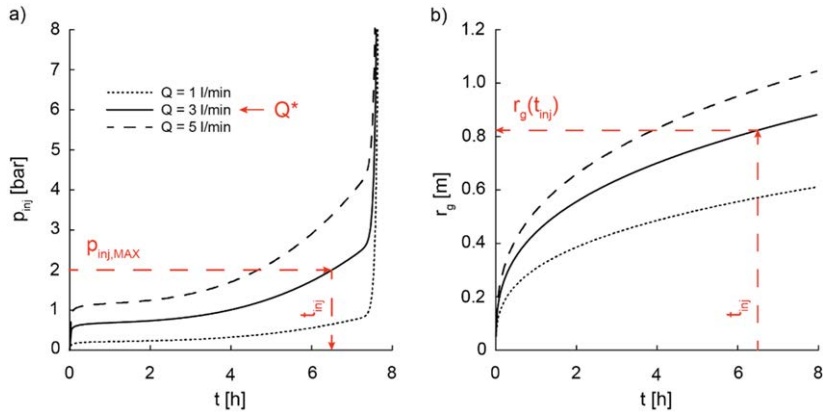 a)
8
7
6
5
4
3
2
1
0
p_inj [bar]
Q = 1 l/min
Q = 3 l/min
Q = 5 l/min
Q*
p_inj,MAX
t_inj
0 2 4 6 8
t [h]
b)
1.2
1.0
0.8
0.6
0.4
0.2
0
r_g [m]
r_g(t_inj)
t_inj
0 2 4 6 8
t [h]